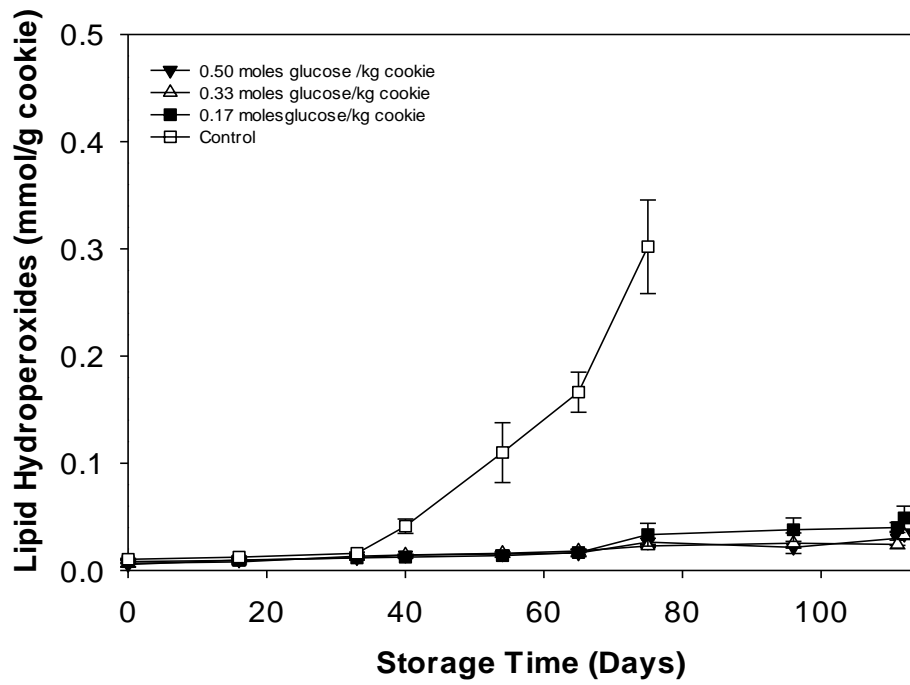 0.5
0.50 moles glucose /kg cookie
0.33 moles glucose/kg cookie
0.17 molesglucose/kg cookie
Control
0.4
0.3
0.2
0.1
0.0
Lipid Hydroperoxides (mmol/g cookie)
0 20 40 60 80 100
Storage Time (Days)